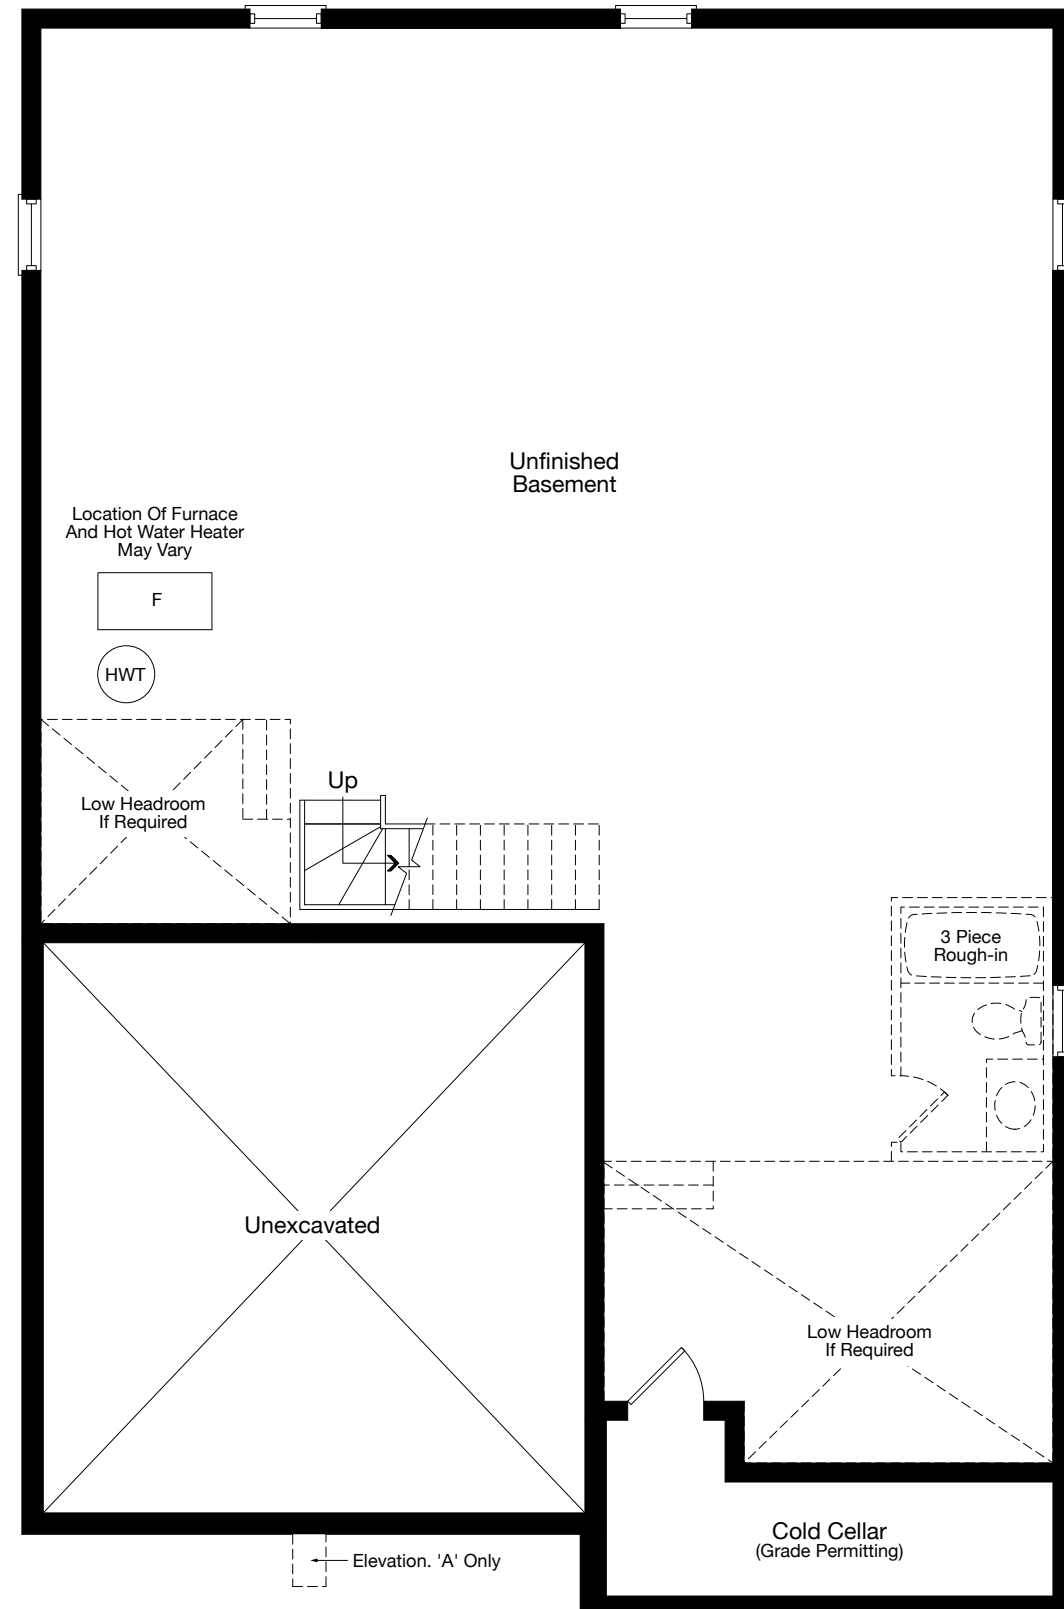 Unfinished
Basement
Location Of Furnace
And Hot Water Heater
May Vary
F
HWT
Up
Low Headroom
If Required
3 Piece
Rough-in
Unexcavated
Low Headroom
If Required
Cold Cellar
(Grade Permitting)
Elevation. 'A' Only